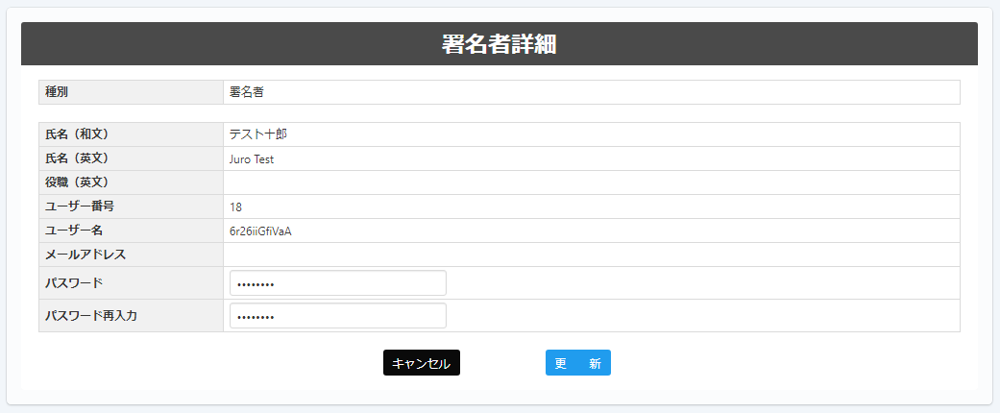 署名者詳細
種別 署名者
氏名（和文） テスト十郎
氏名（英文） Juro Test
役職（英文）
ユーザー番号 18
ユーザー名 6r26iiGfiVaA
メールアドレス
パスワード ••••••••
パスワード再入力 ••••••••
キャンセル 更　新